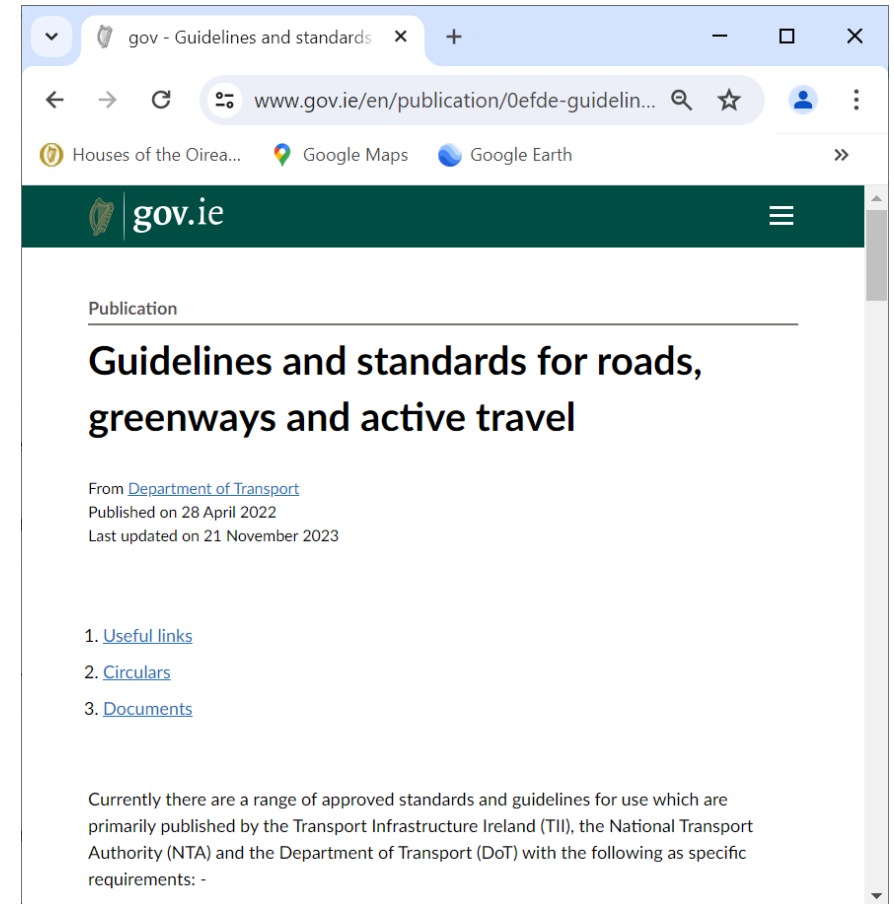 gov - Guidelines and standards
www.gov.ie/en/publication/0efde-guidelin...
Houses of the Oirea... Google Maps Google Earth
gov.ie
Publication
Guidelines and standards for roads,
greenways and active travel
From Department of Transport
Published on 28 April 2022
Last updated on 21 November 2023
1. Useful links
2. Circulars
3. Documents
Currently there are a range of approved standards and guidelines for use which are
primarily published by the Transport Infrastructure Ireland (TII), the National Transport
Authority (NTA) and the Department of Transport (DoT) with the following as specific
requirements: -